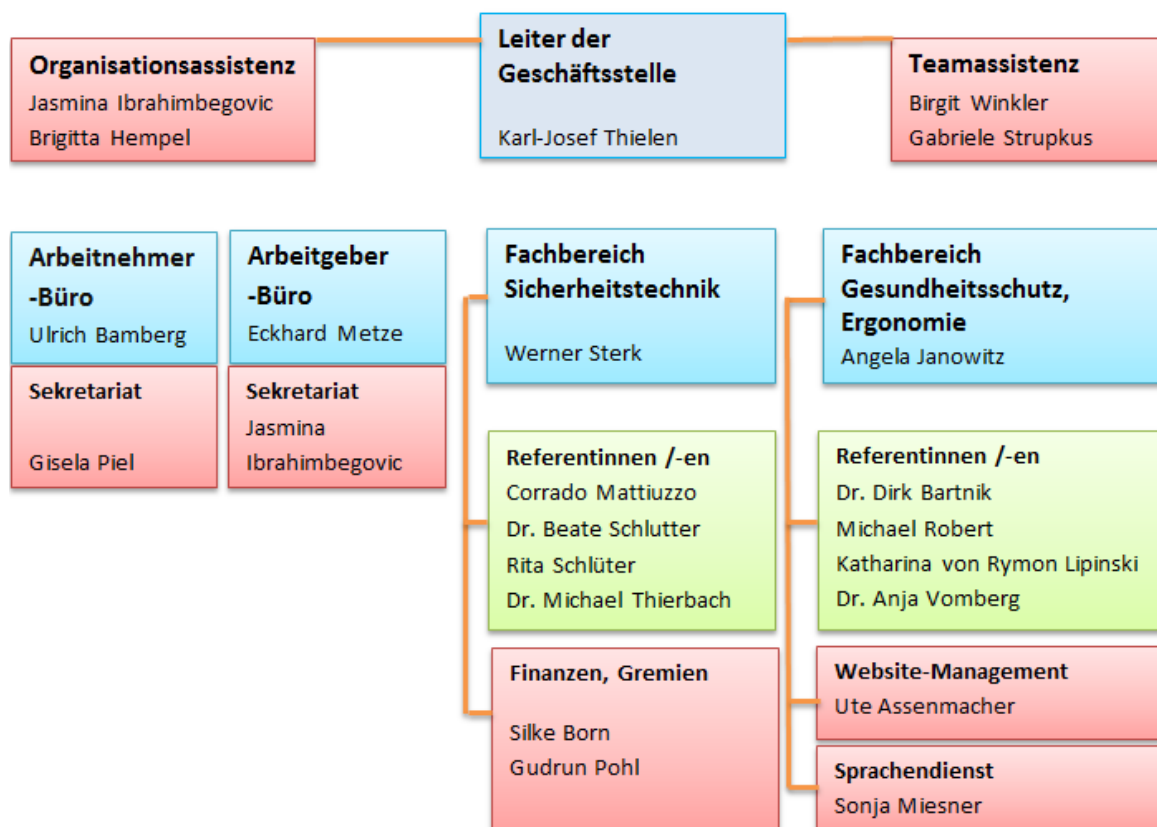 Organisationsassistenz
Jasmina Ibrahimbegovic
Brigitta Hempel
Leiter der
Geschäftsstelle
Karl-Josef Thielen
Teamassistenz
Birgit Winkler
Gabriele Strupkus
Arbeitnehmer
-Büro
Ulrich Bamberg
Sekretariat
Gisela Piel
Arbeitgeber
-Büro
Eckhard Metze
Sekretariat
Jasmina
Ibrahimbegovic
Fachbereich
Sicherheitstechnik
Werner Sterk
Referentinnen /-en
Corrado Mattiuzzo
Dr. Beate Schlutter
Rita Schlüter
Dr. Michael Thierbach
Finanzen, Gremien
Silke Born
Gudrun Pohl
Fachbereich
Gesundheitsschutz,
Ergonomie
Angela Janowitz
Referentinnen /-en
Dr. Dirk Bartnik
Michael Robert
Katharina von Rymon Lipinski
Dr. Anja Vomberg
Website-Management
Ute Assenmacher
Sprachendienst
Sonja Miesner